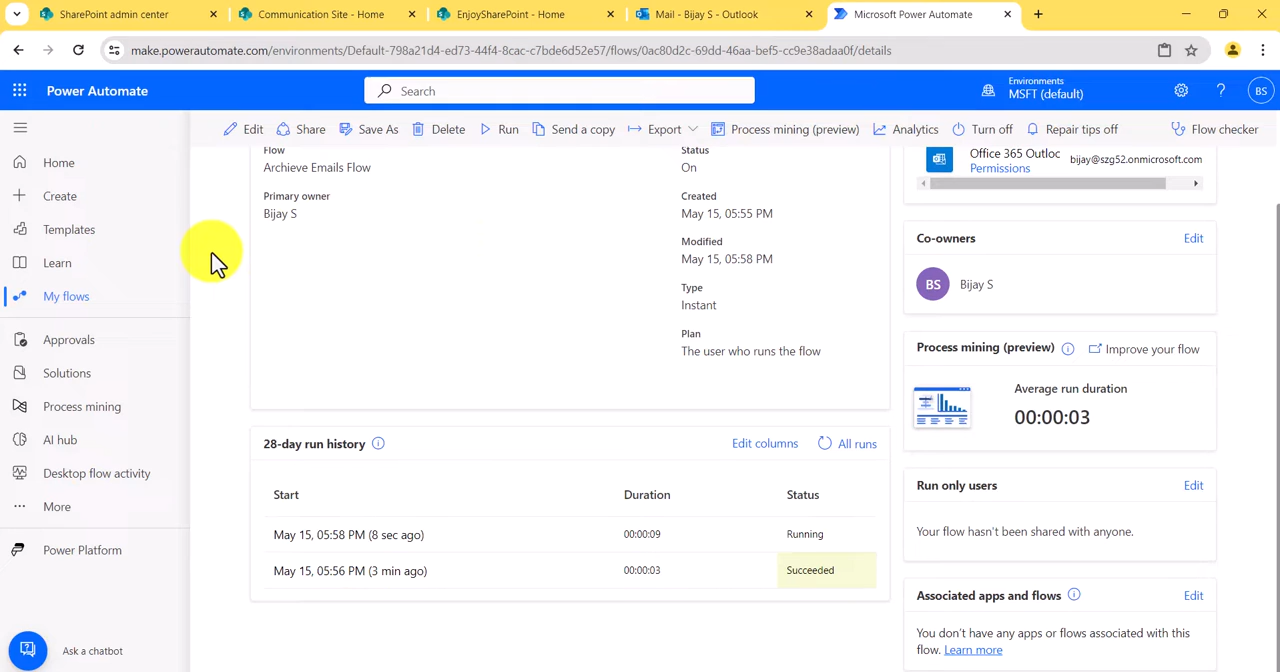 SharePoint admin center
Communication Site - Home
EnjoySharePoint - Home
Mail - Bijay S - Outlook
Microsoft Power Automate
make.powerautomate.com/environments/Default-798a21d4-ed73-44f4-8cac-c7bde6d52e57/flows/0ac80d2c-69dd-46aa-bef5-cc9e38adaa0f/details
Power Automate
Search
Environments
MSFT (default)
BS
Edit
Share
Save As
Delete
Run
Send a copy
Export
Process mining (preview)
Analytics
Turn off
Repair tips off
Flow checker
Home
Create
Templates
Learn
My flows
Approvals
Solutions
Process mining
AI hub
Desktop flow activity
More
Power Platform
Ask a chatbot
Flow
Archieve Emails Flow
Primary owner
Bijay S
Status
On
Created
May 15, 05:55 PM
Modified
May 15, 05:58 PM
Type
Instant
Plan
The user who runs the flow
28-day run history
Edit columns
All runs
Start Duration Status
May 15, 05:58 PM (8 sec ago) 00:00:09 Running
May 15, 05:56 PM (3 min ago) 00:00:03 Succeeded
Office 365 Outloc
bijay@szg52.onmicrosoft.com
Permissions
Co-owners
Edit
BS
Bijay S
Process mining (preview)
Improve your flow
Average run duration
00:00:03
Run only users
Edit
Your flow hasn't been shared with anyone.
Associated apps and flows
Edit
You don't have any apps or flows associated with this
flow. Learn more